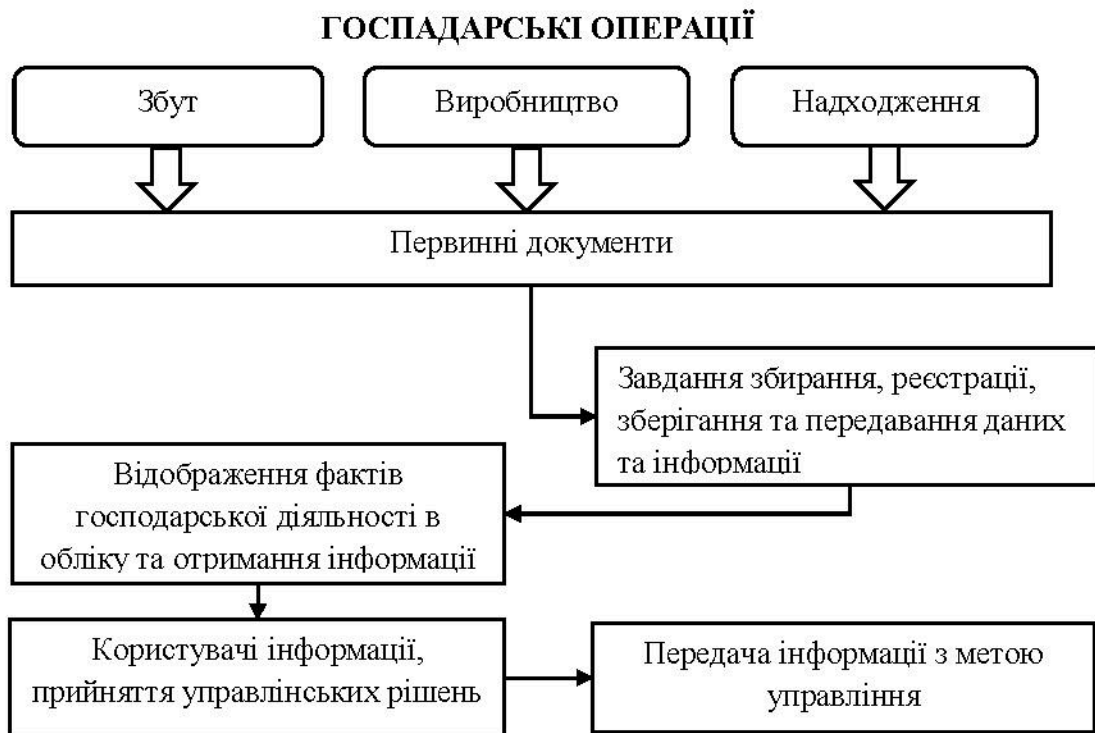 ГОСПАДАРСЬКІ ОПЕРАЦІЇ
Збут
Виробництво
Надходження
Первинні документи
Завдання збирання, реєстрації,
зберігання та передавання даних
та інформації
Відображення фактів
господарської діяльності в
обліку та отримання інформації
Користувачі інформації,
прийняття управлінських рішень
Передача інформації з метою
управління